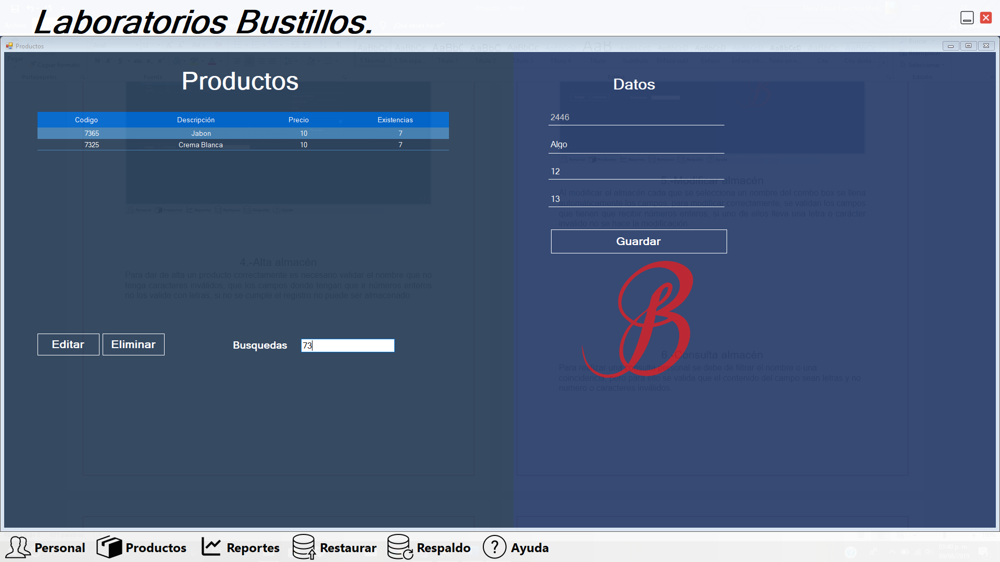 Laboratorios Bustillos.
Productos
Copiar formato
Portapapeles
Fuente
Seleccionar
Edición
Productos
Datos
Codigo Descripción Precio Existencias
7365 Jabon 10 7
7325 Crema Blanca 10 7
2446
Algo
12
13
Guardar
4.-Alta almacén
Para dar de alta un producto correctamente es necesario validar el nombre que no
tenga caracteres inválidos, que los campos donde tengan que ir números enteros
no los valide con letras, si no se cumple el registro no puede ser almacenado.
5.-Modificar almacén
Al modificar el almacén cada que se selecciona un nombre del combo box se llena
automáticamente los campos, para modificar correctamente, se validan los campos
que tienen que recibir números enteros, si uno de ellos lleva una letra o carácter
invalido no se hace la modificación.
B
Editar Eliminar Busquedas 73
6.-Consulta almacén
Para realizar una consulta personal se debe de filtrar el nombre o una
coincidencia, pero para ello se valida que el contenido del campo sean letras y no
numero o caracteres inválidos
Personal Productos Reportes Restaurar Respaldo Ayuda